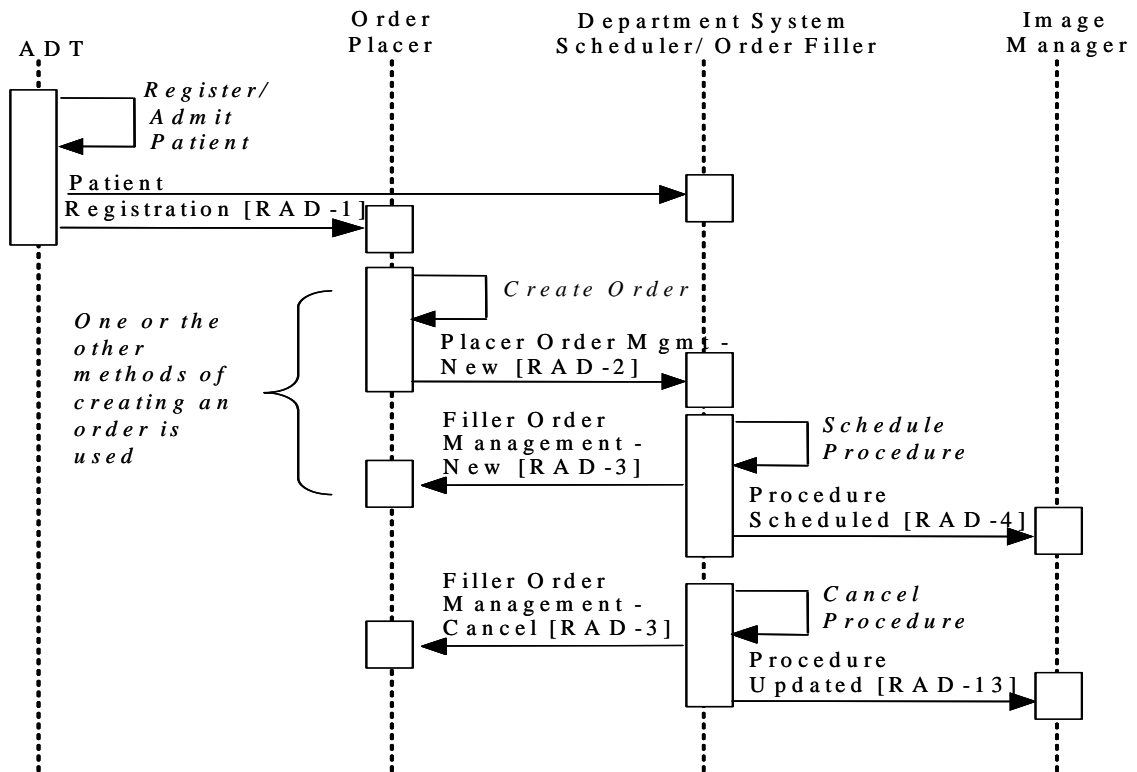 ADT
Order
Placer
Department System
Scheduler/ Order Filler
Image
Manager
Register/
Admit
Patient
Patient
Registration [RAD-1]
Create Order
One or the
other
methods of
creating an
order is
used
Placer Order Mgmt-
New [RAD-2]
Filler Order
Management-
New [RAD-3]
Schedule
Procedure
Procedure
Scheduled [RAD-4]
Filler Order
Management-
Cancel [RAD-3]
Cancel
Procedure
Procedure
Updated [RAD-13]